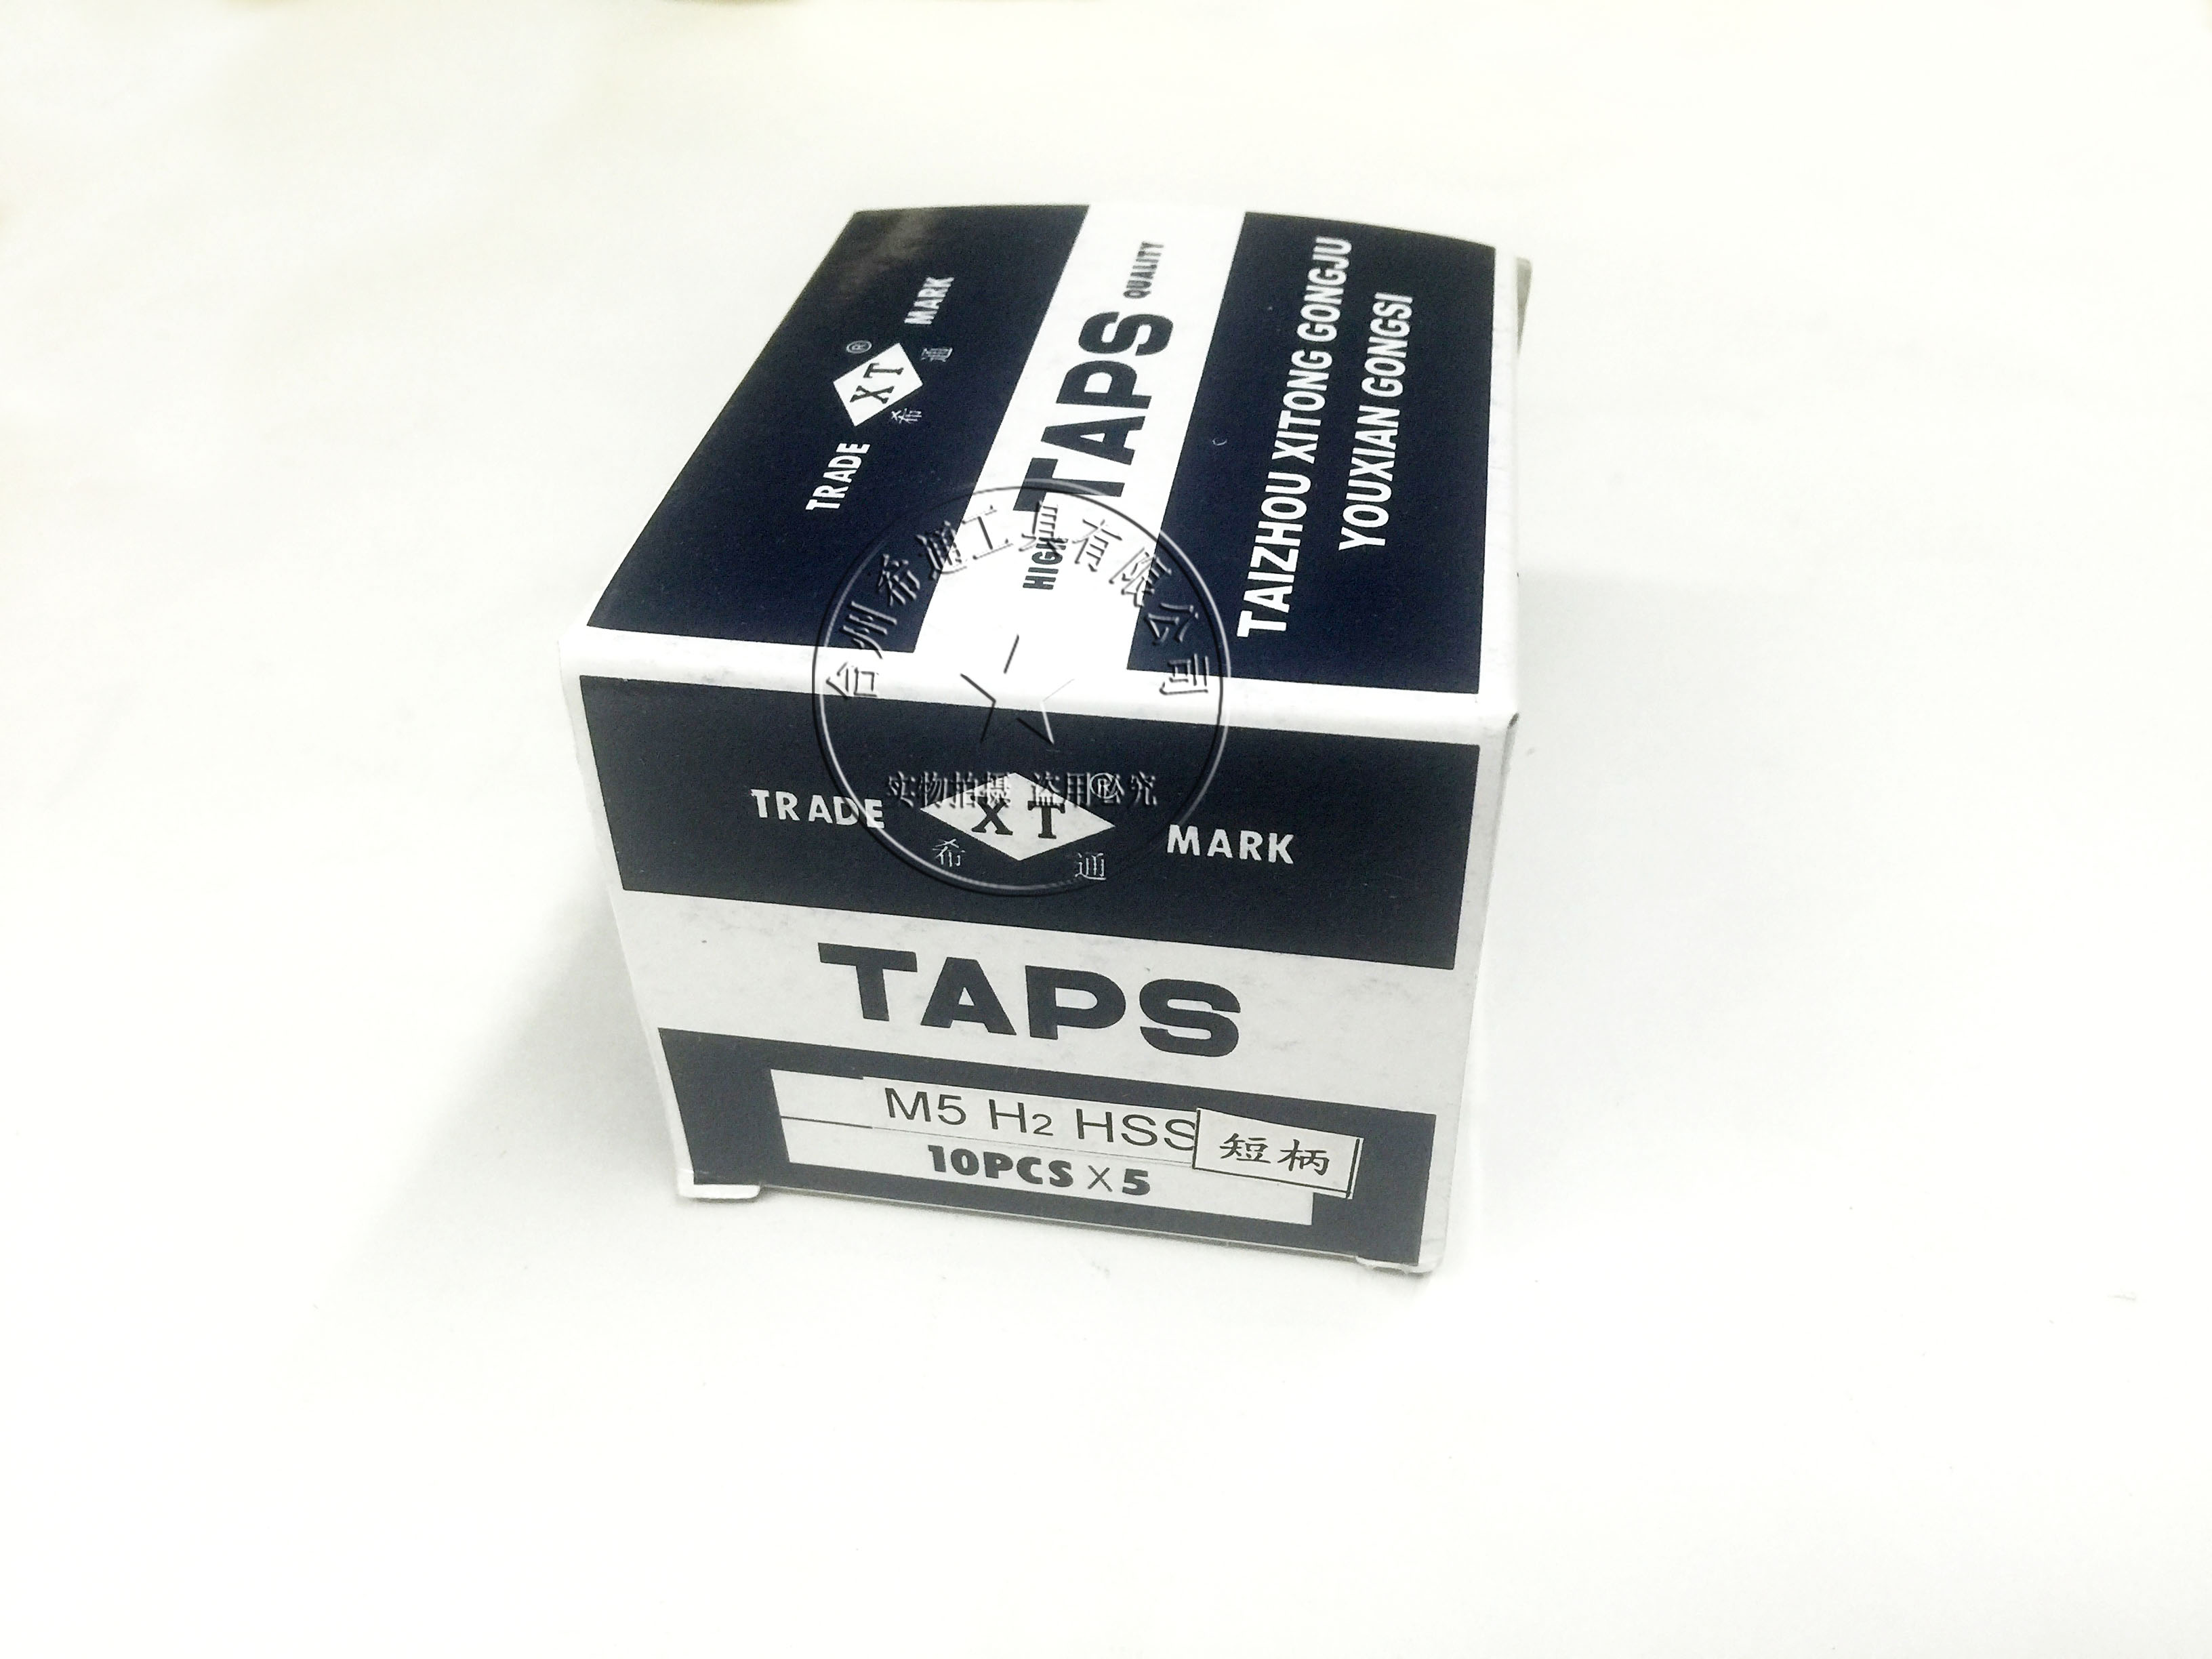 TRADE XT® MARK
希 通
HIGH TAPS QUALITY
TAIZHOU XITONG GONGJU
YOUXIAN GONGSI
台州希通工具有限公司
实物拍摄 盗用必究
TRADE XT® MARK
希 通
TAPS
M5 H2 HSS 短柄
10PCS X 5